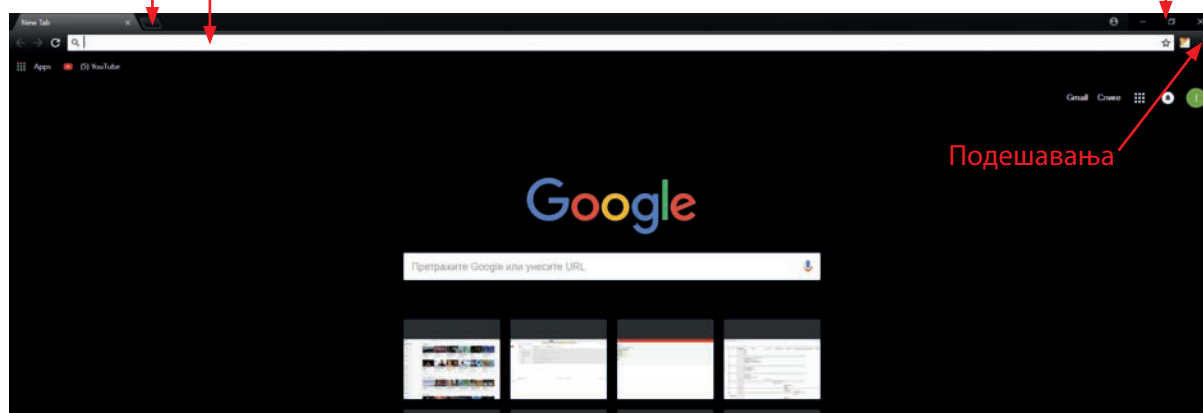 New Tab
Apps (5) YouTube
Gmail Слике
Подешавања
Google
Претражите Google или унесите URL